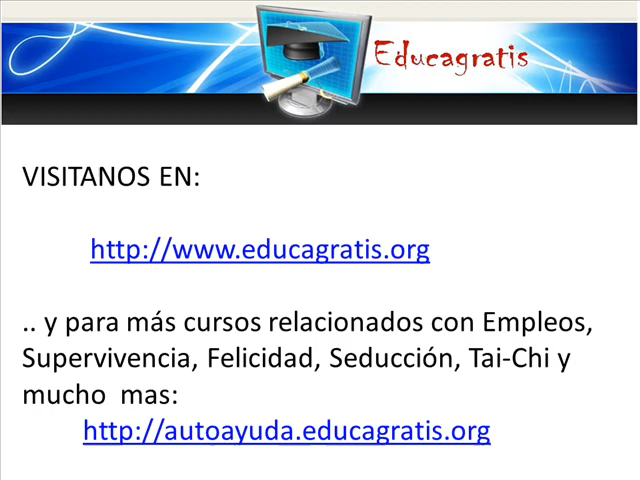 Educagratis
VISITANOS EN:
http://www.educagratis.org
.. y para más cursos relacionados con Empleos,
Supervivencia, Felicidad, Seducción, Tai-Chi y
mucho  mas:
http://autoayuda.educagratis.org